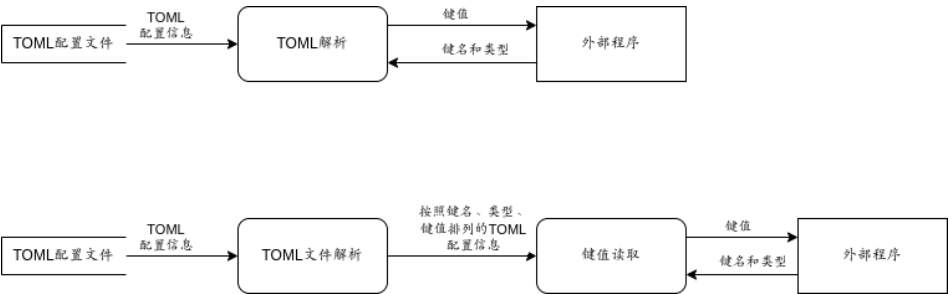 TOML
配置信息
TOML配置文件
TOML解析
键值
键名和类型
外部程序
TOML
配置信息
TOML配置文件
TOML文件解析
按照键名、类型、
键值排列的TOML
配置信息
键值读取
键值
键名和类型
外部程序